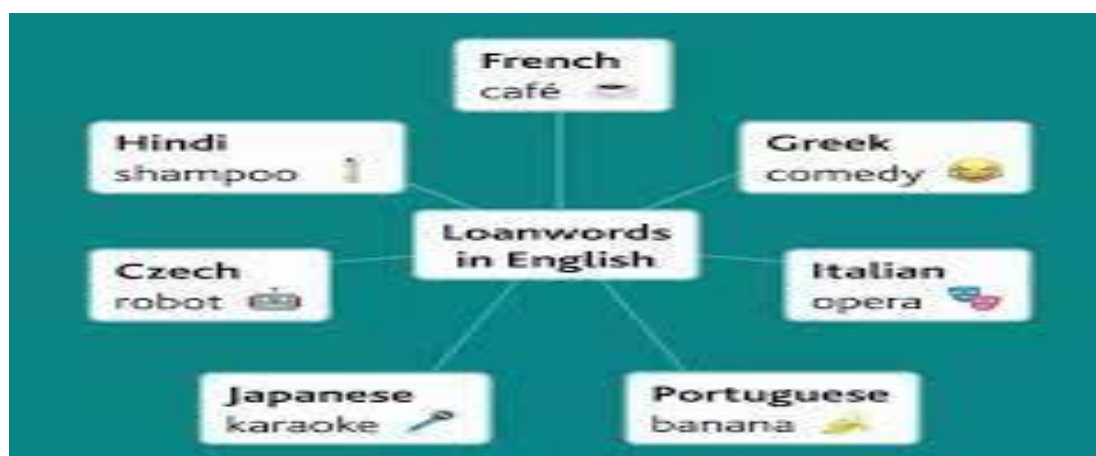 French
café
Hindi
shampoo
Greek
comedy
Loanwords
in English
Czech
robot
Italian
opera
Japanese
karaoke
Portuguese
banana